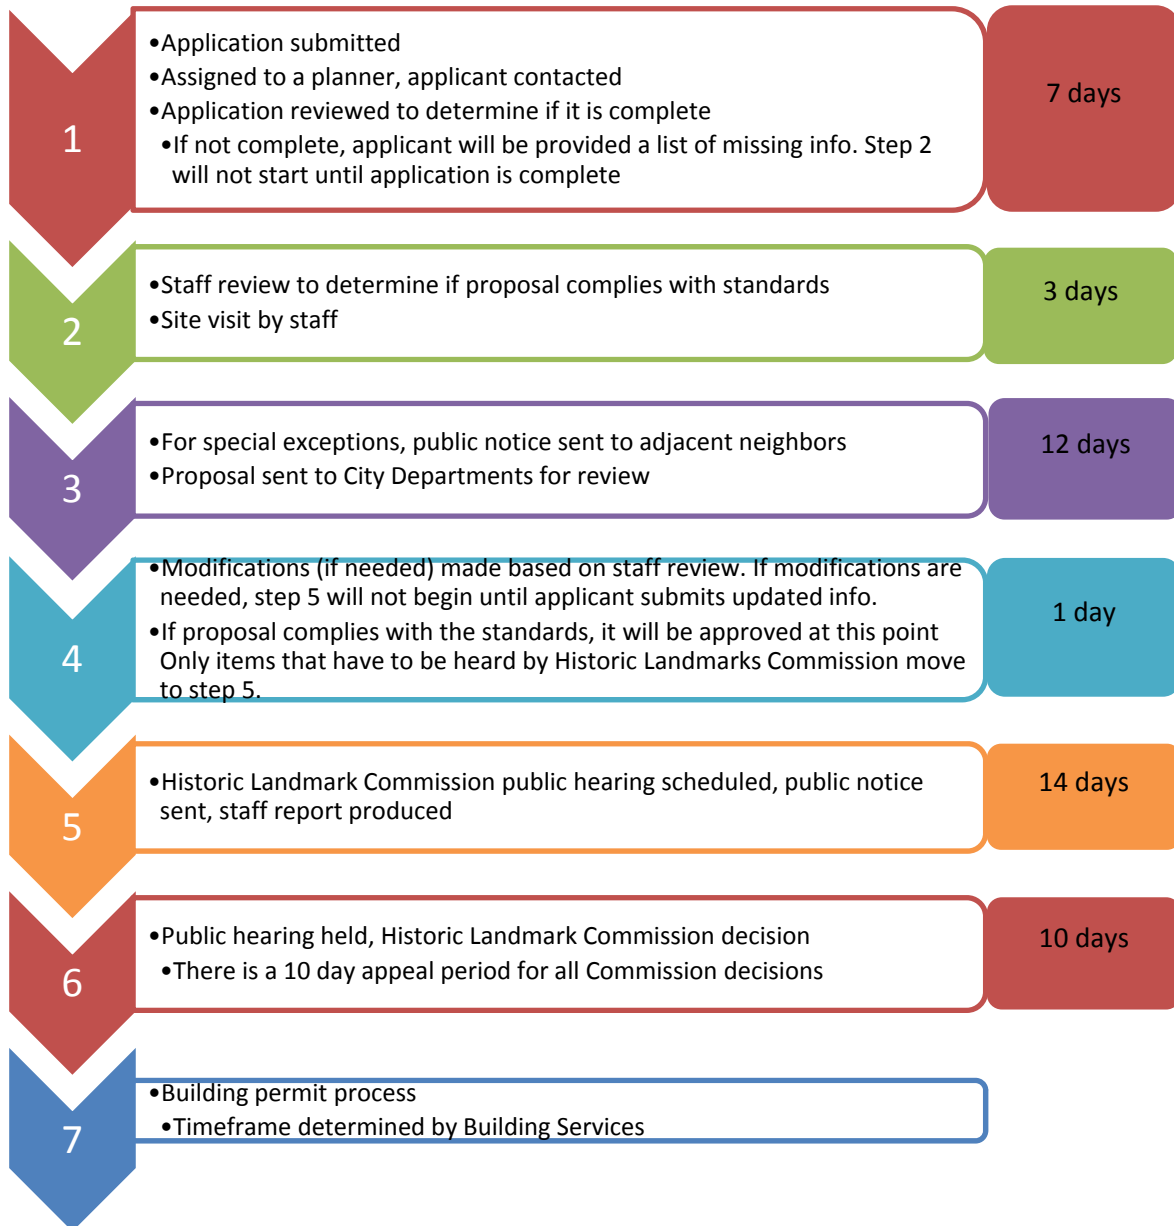 •Application submitted
•Assigned to a planner, applicant contacted
•Application reviewed to determine if it is complete
•If not complete, applicant will be provided a list of missing info. Step 2
will not start until application is complete
1
7 days
•Staff review to determine if proposal complies with standards
•Site visit by staff
2
3 days
•For special exceptions, public notice sent to adjacent neighbors
•Proposal sent to City Departments for review
3
12 days
•Modifications (if needed) made based on staff review. If modifications are
needed, step 5 will not begin until applicant submits updated info.
•If proposal complies with the standards, it will be approved at this point
Only items that have to be heard by Historic Landmarks Commission move
to step 5.
4
1 day
•Historic Landmark Commission public hearing scheduled, public notice
sent, staff report produced
5
14 days
•Public hearing held, Historic Landmark Commission decision
•There is a 10 day appeal period for all Commission decisions
6
10 days
•Building permit process
•Timeframe determined by Building Services
7